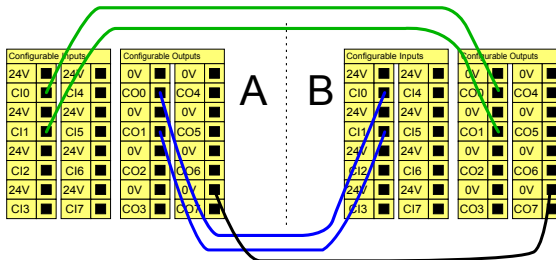 Configurable Inputs
24V 24V
CI0 CI4
24V 24V
CI1 CI5
24V 24V
CI2 CI6
24V 24V
CI3 CI7
Configurable Outputs
0V 0V
CO0 CO4
0V 0V
CO1 CO5
0V 0V
CO2 CO6
0V 0V
CO3 CO7
A
B
Configurable Inputs
24V 24V
CI0 CI4
24V 24V
CI1 CI5
24V 24V
CI2 CI6
24V 24V
CI3 CI7
Configurable Outputs
0V 0V
CO0 CO4
0V 0V
CO1 CO5
0V 0V
CO2 CO6
0V 0V
CO3 CO7